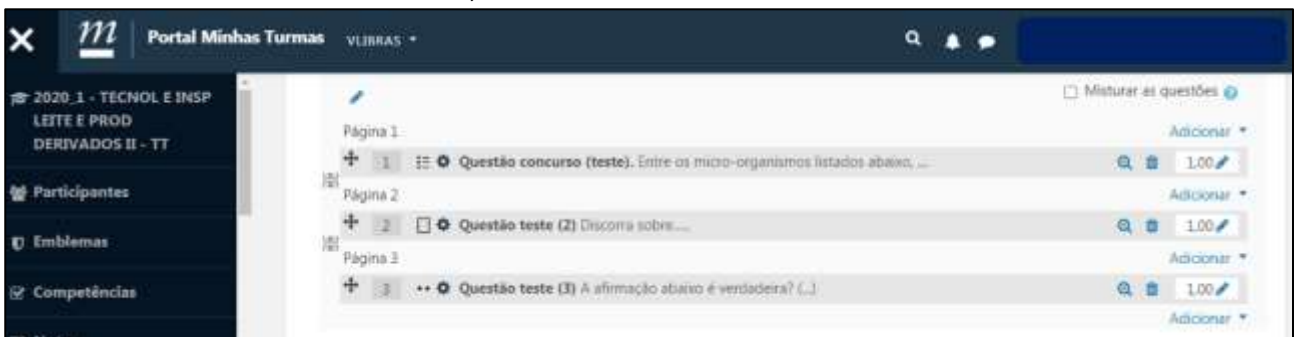 m Portal Minhas Turmas VLIBRAS
2020_1 - TECNOL E INSP
LEITE E PROD
DERIVADOS II - TT
Participantes
Emblemas
Competências
Misturar as questões
Página 1
Adicionar
1 Questão concurso (teste). Entre os micro-organismos listados abaixo, ... 1.00
Página 2
Adicionar
2 Questão teste (2) Discorra sobre.... 1.00
Página 3
Adicionar
3 Questão teste (3) A afirmação abaixo é verdadeira? (...) 1.00
Adicionar